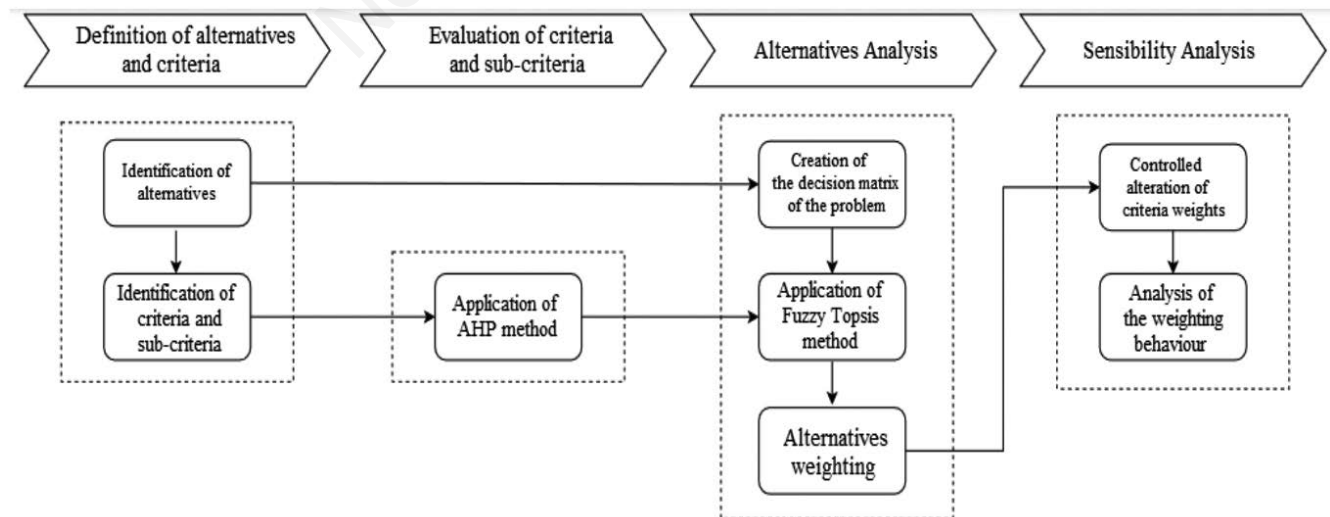 Definition of alternatives
and criteria
Evaluation of criteria
and sub-criteria
Alternatives Analysis
Sensibility Analysis
Identification of
alternatives
Identification of
criteria and
sub-criteria
Application of
AHP method
Creation of
the decision matrix
of the problem
Application of
Fuzzy Topsis
method
Alternatives
weighting
Controlled
alteration of
criteria weights
Analysis of
the weighting
behaviour